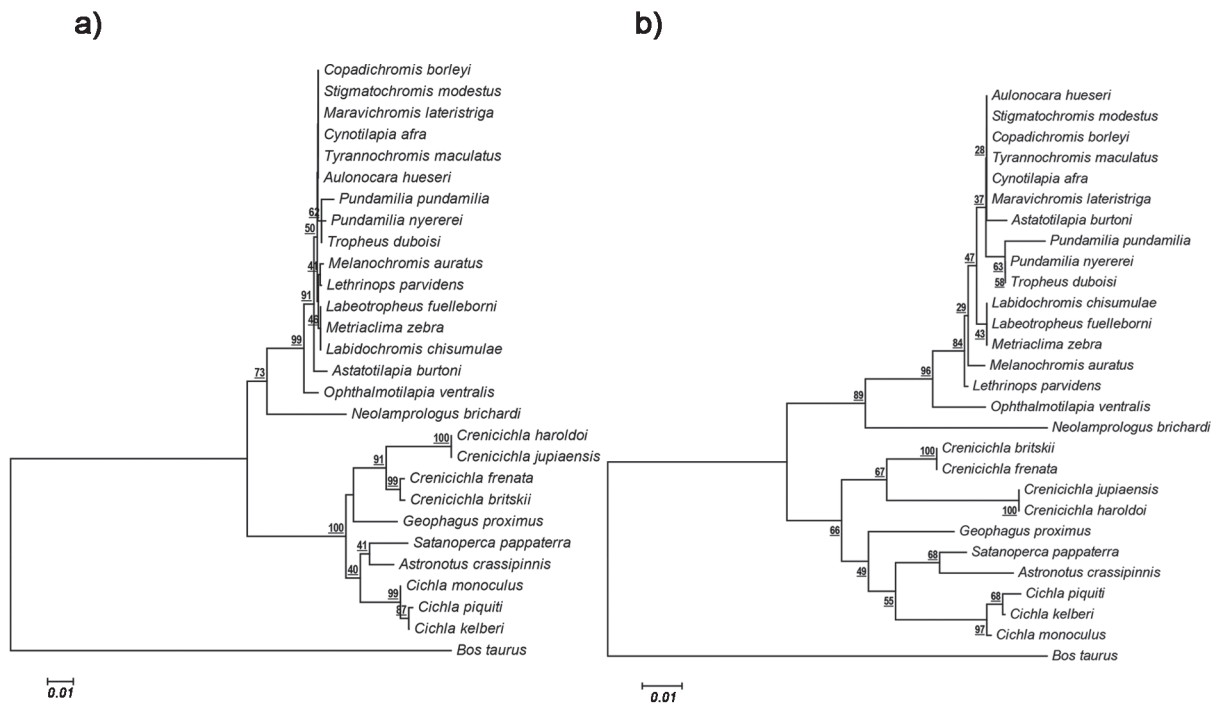 a)
Copadichromis borleyi
Stigmatochromis modestus
Maravichromis lateristriga
Cynotilapia afra
Tyrannochromis maculatus
Aulonocara hueseri
Pundamilia pundamilia
62
Pundamilia nyererei
50
Tropheus duboisi
41
Melanochromis auratus
Lethrinops parvidens
91
Labeotropheus fuelleborni
Metriaclima zebra
99
Labidochromis chisumulae
73
Astatotilapia burtoni
Ophthalmotilapia ventralis
Neolamprologus brichardi
100
Crenicichla haroldoi
Crenicichla jupiaensis
91
99
Crenicichla frenata
Crenicichla britskii
100
Geophagus proximus
41
Satanoperca pappaterra
Astronotus crassipinnis
40
99
Cichla monoculus
97
Cichla piquiti
Cichla kelberi
Bos taurus
0.01
b)
Aulonocara hueseri
Stigmatochromis modestus
Copadichromis borleyi
28
Tyrannochromis maculatus
Cynotilapia afra
37
Maravichromis lateristriga
Astatotilapia burtoni
Pundamilia pundamilia
47
63
Pundamilia nyererei
58
Tropheus duboisi
29
Labidochromis chisumulae
Labeotropheus fuelleborni
43
Metriaclima zebra
84
Melanochromis auratus
96
Lethrinops parvidens
89
Ophthalmotilapia ventralis
Neolamprologus brichardi
100
Crenicichla britskii
Crenicichla frenata
67
Crenicichla jupiaensis
100
Crenicichla haroldoi
66
Geophagus proximus
68
Satanoperca pappaterra
49
Astronotus crassipinnis
68
Cichla piquiti
55
Cichla kelberi
97
Cichla monoculus
Bos taurus
0.01